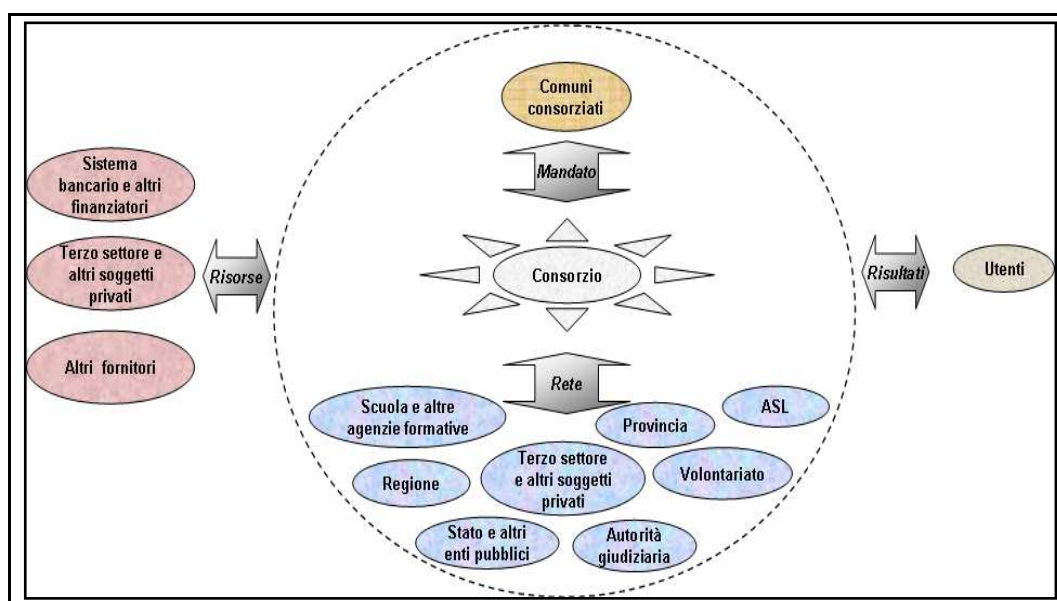 Comuni
consorziati
Mandato
Sistema
bancario e altri
finanziatori
Terzo settore e
altri soggetti
privati
Altri fornitori
Risorse
Consorzio
Risultati
Utenti
Rete
Scuola e altre
agenzie formative
Provincia
ASL
Regione
Terzo settore
e altri soggetti
privati
Volontariato
Stato e altri
enti pubblici
Autorità
giudiziaria